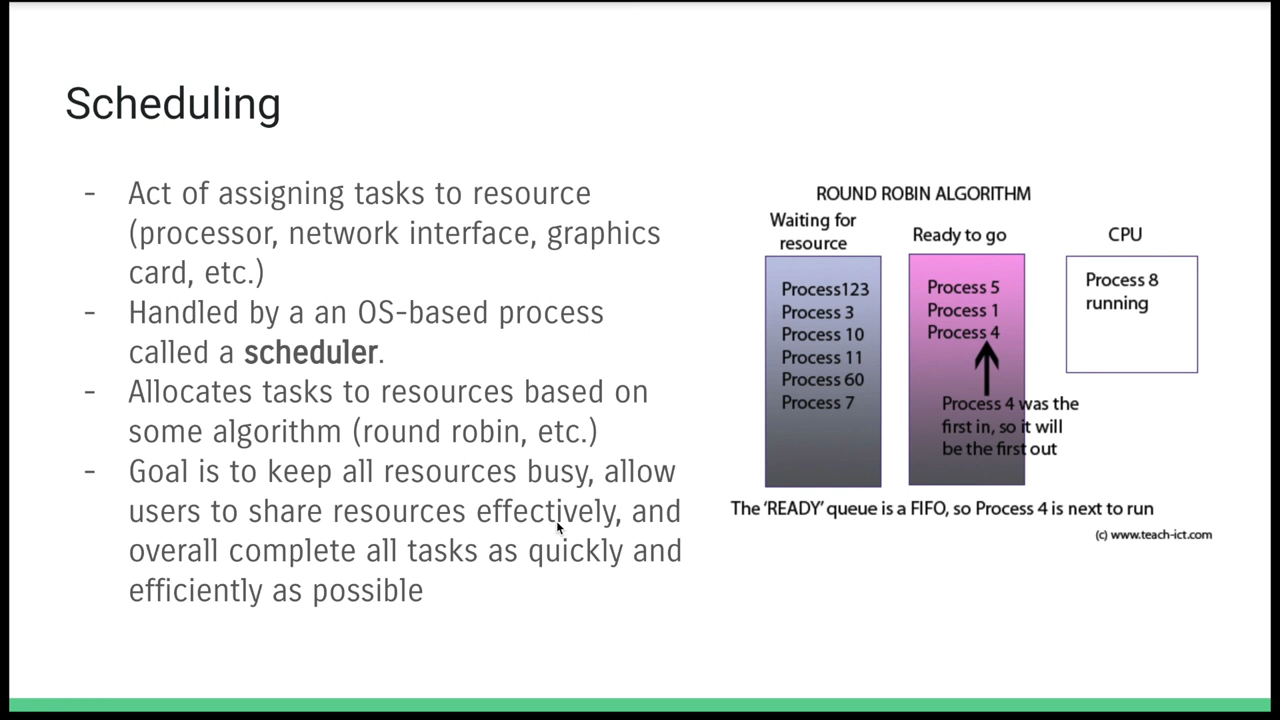 Scheduling
- Act of assigning tasks to resource
(processor, network interface, graphics
card, etc.)
- Handled by a an OS-based process
called a scheduler.
- Allocates tasks to resources based on
some algorithm (round robin, etc.)
- Goal is to keep all resources busy, allow
users to share resources effectively, and
overall complete all tasks as quickly and
efficiently as possible
ROUND ROBIN ALGORITHM
Waiting for
resource
Process123
Process 3
Process 10
Process 11
Process 60
Process 7
Ready to go
Process 5
Process 1
Process 4
Process 4 was the
first in, so it will
be the first out
CPU
Process 8
running
The 'READY' queue is a FIFO, so Process 4 is next to run
(c) www.teach-ict.com